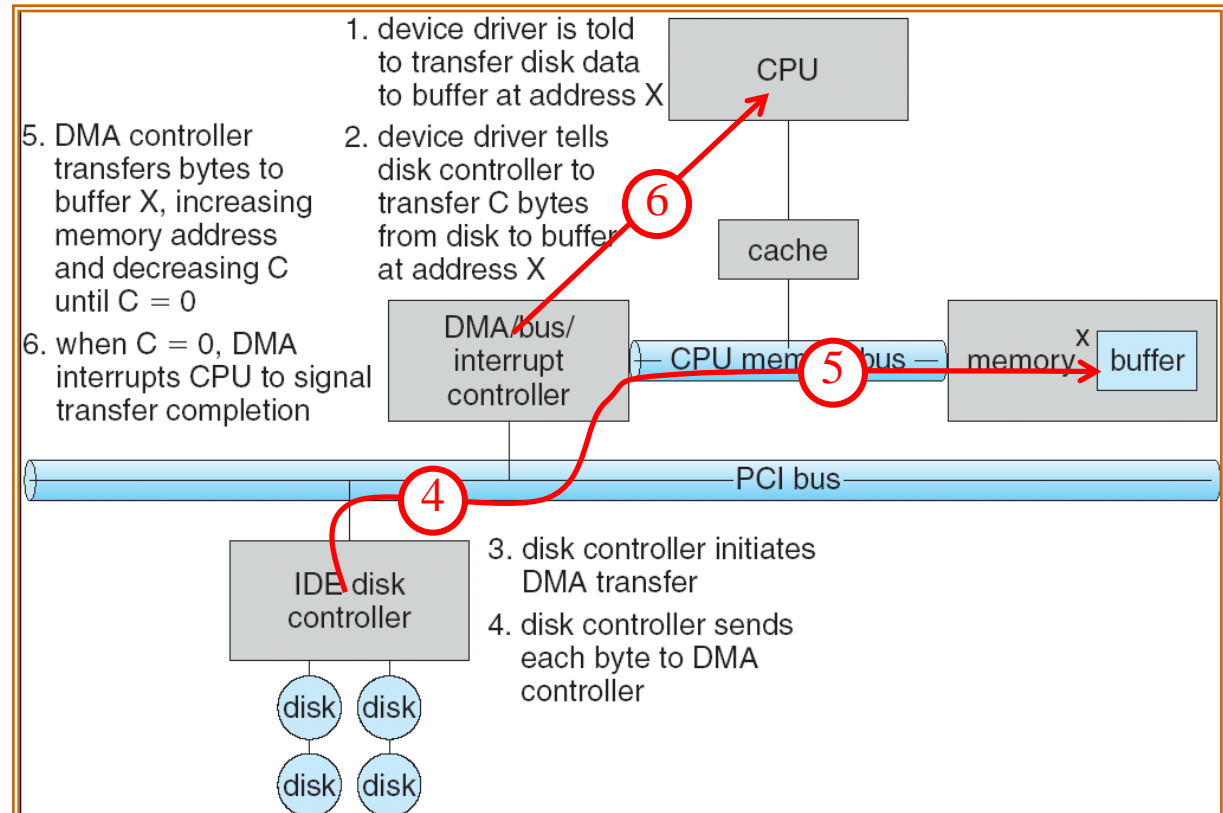 1. device driver is told
to transfer disk data
to buffer at address X
2. device driver tells
disk controller to
transfer C bytes
from disk to buffer
at address X
5. DMA controller
transfers bytes to
buffer X, increasing
memory address
and decreasing C
until C = 0
6. when C = 0, DMA
interrupts CPU to signal
transfer completion
CPU
6
cache
DMA/bus/
interrupt
controller
CPU memory bus
5
memory
x
buffer
PCI bus
4
IDE disk
controller
3. disk controller initiates
DMA transfer
4. disk controller sends
each byte to DMA
controller
disk
disk
disk
disk